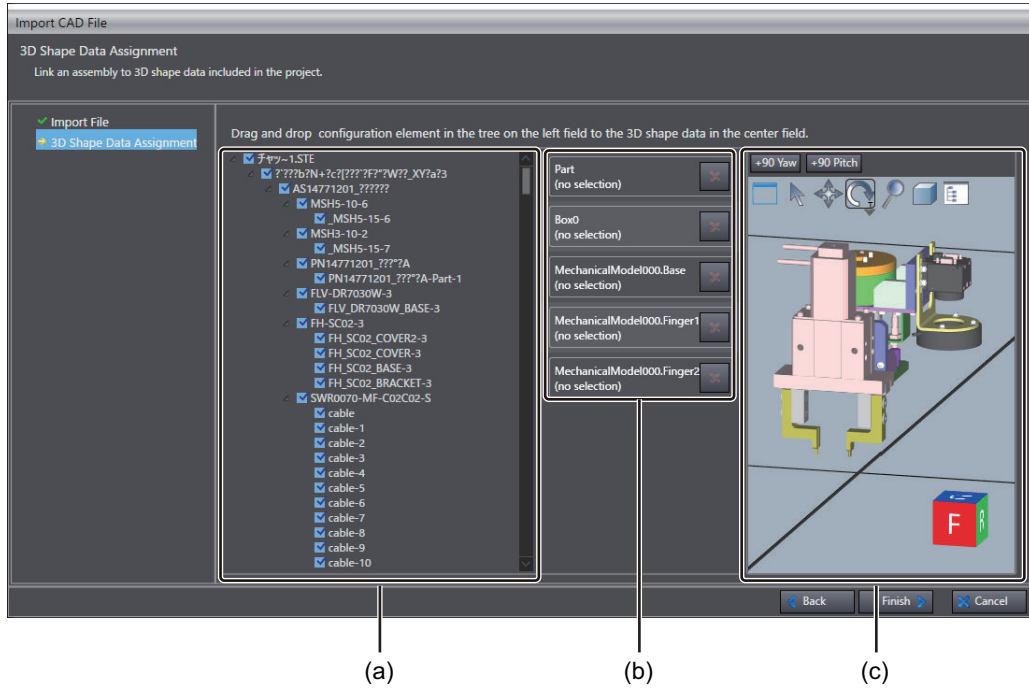 Import CAD File
3D Shape Data Assignment
Link an assembly to 3D shape data included in the project.
Import File
3D Shape Data Assignment
Drag and drop configuration element in the tree on the left field to the 3D shape data in the center field.
チャッ~1.STE
?¨???b?N+?c?[???¨?F?"?W??_XY?a?3
AS14771201_??????
MSH5-10-6
_MSH5-15-6
MSH3-10-2
_MSH5-15-7
PN14771201_???"?A
PN14771201_???"?A-Part-1
FLV-DR7030W-3
FLV_DR7030W_BASE-3
FH-SC02-3
FH_SC02_COVER2-3
FH_SC02_COVER-3
FH_SC02_BASE-3
FH_SC02_BRACKET-3
SWR0070-MF-C02C02-S
cable
cable-1
cable-2
cable-3
cable-4
cable-5
cable-6
cable-7
cable-8
cable-9
cable-10
Part
(no selection)
Box0
(no selection)
MechanicalModel000.Base
(no selection)
MechanicalModel000.Finger1
(no selection)
MechanicalModel000.Finger2
(no selection)
+90 Yaw +90 Pitch
F R
Back Finish Cancel
(a) (b) (c)